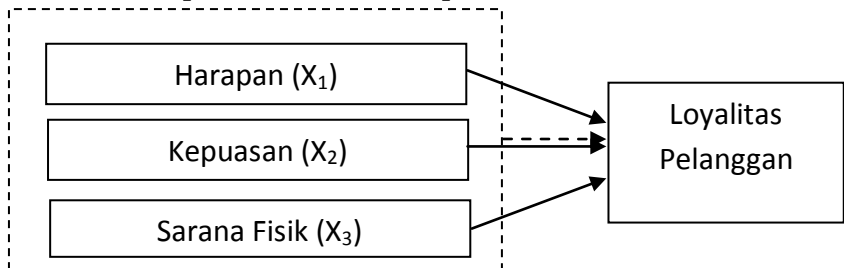 Harapan (X₁)
Kepuasan (X₂)
Sarana Fisik (X₃)
Loyalitas
Pelanggan